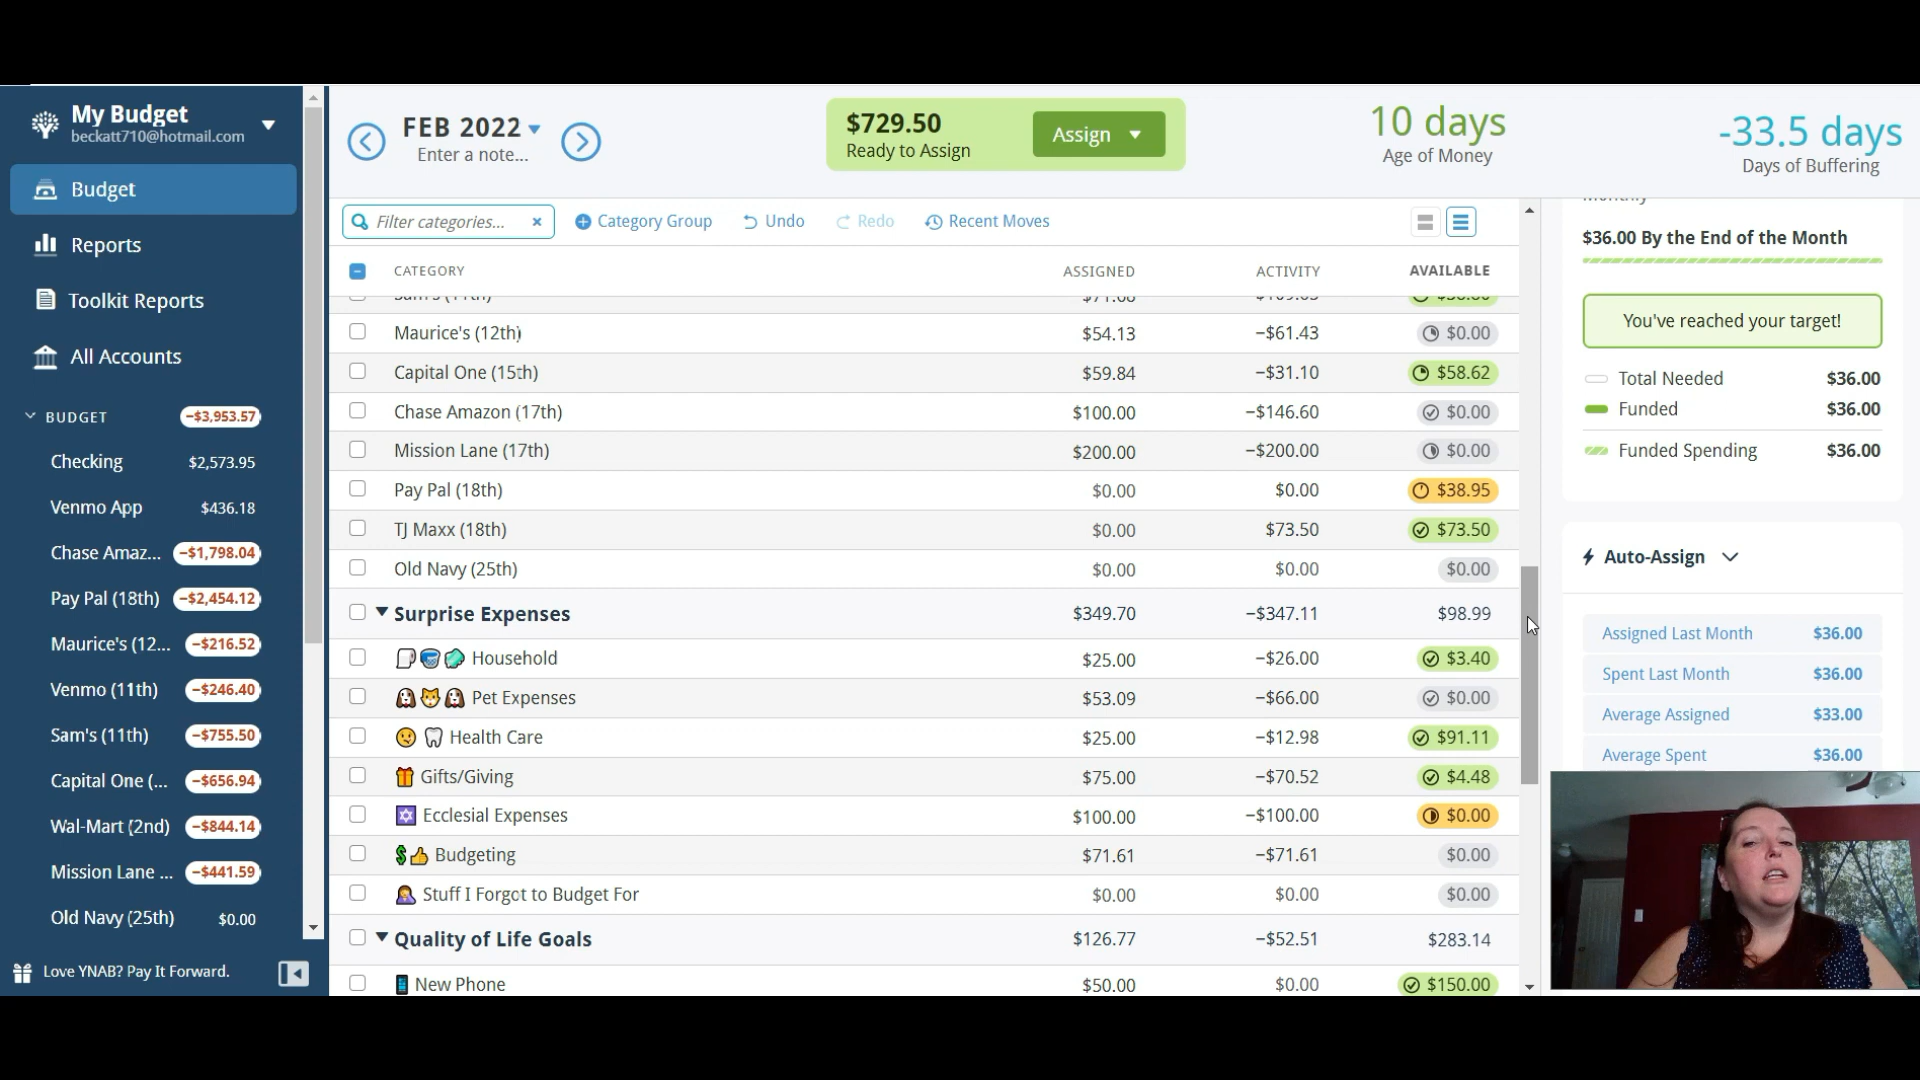 My Budget
beckatt710@hotmail.com
Budget
Reports
Toolkit Reports
All Accounts
BUDGET −$3,953.57
Checking $2,573.95
Venmo App $436.18
Chase Amaz... −$1,798.04
Pay Pal (18th) −$2,454.12
Maurice's (12... −$216.52
Venmo (11th) −$246.40
Sam's (11th) −$755.50
Capital One (... −$656.94
Wal-Mart (2nd) −$844.14
Mission Lane ... −$441.59
Old Navy (25th) $0.00
Love YNAB? Pay It Forward.
FEB 2022
Enter a note...
$729.50
Ready to Assign
Assign
10 days
Age of Money
-33.5 days
Days of Buffering
Filter categories... Category Group Undo Redo Recent Moves
CATEGORY ASSIGNED ACTIVITY AVAILABLE
Sam's (11th)
Maurice's (12th) $54.13 −$61.43 $0.00
Capital One (15th) $59.84 −$31.10 $58.62
Chase Amazon (17th) $100.00 −$146.60 $0.00
Mission Lane (17th) $200.00 −$200.00 $0.00
Pay Pal (18th) $0.00 $0.00 $38.95
TJ Maxx (18th) $0.00 $73.50 $73.50
Old Navy (25th) $0.00 $0.00 $0.00
Surprise Expenses $349.70 −$347.11 $98.99
Household $25.00 −$26.00 $3.40
Pet Expenses $53.09 −$66.00 $0.00
Health Care $25.00 −$12.98 $91.11
Gifts/Giving $75.00 −$70.52 $4.48
Ecclesial Expenses $100.00 −$100.00 $0.00
Budgeting $71.61 −$71.61 $0.00
Stuff I Forgot to Budget For $0.00 $0.00 $0.00
Quality of Life Goals $126.77 −$52.51 $283.14
New Phone $50.00 $0.00 $150.00
Monthly
$36.00 By the End of the Month
You've reached your target!
Total Needed $36.00
Funded $36.00
Funded Spending $36.00
Auto-Assign
Assigned Last Month $36.00
Spent Last Month $36.00
Average Assigned $33.00
Average Spent $36.00